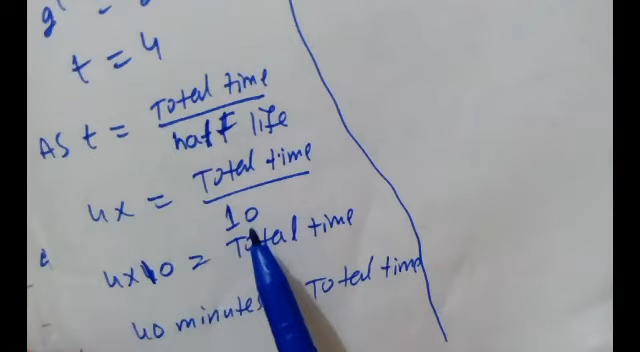 t = 4
AS t = Total time
half life
4x = Total time
10
4x10 = Total time
40 minutes Total time